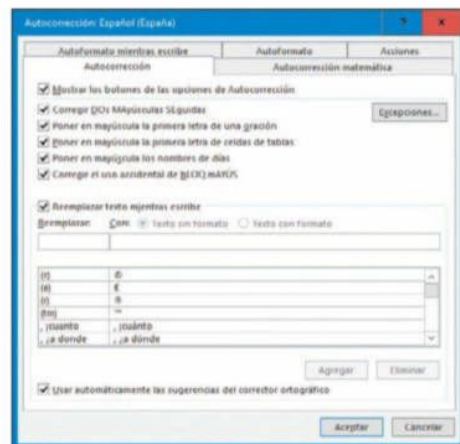 Autocorrección: Español (España)
Autoformato mientras escribe Autoformato Acciones
Autocorrección Autocorrección matemática
Mostrar los botones de las opciones de Autocorrección
Corregir DOs MAyúsculas SEguidas
Excepciones...
Poner en mayúscula la primera letra de una oración
Poner en mayúscula la primera letra de celdas de tablas
Poner en mayúscula los nombres de días
Corregir el uso accidental de bLOQ mAYÚS
Reemplazar texto mientras escribe
Reemplazar: Con: Texto sin formato Texto con formato
©
(e) €
(r) ®
(tm) ™
, ¡cuanto , ¡cuánto
, ¿a donde , ¿a dónde
Agregar Eliminar
Usar automáticamente las sugerencias del corrector ortográfico
Aceptar Cancelar